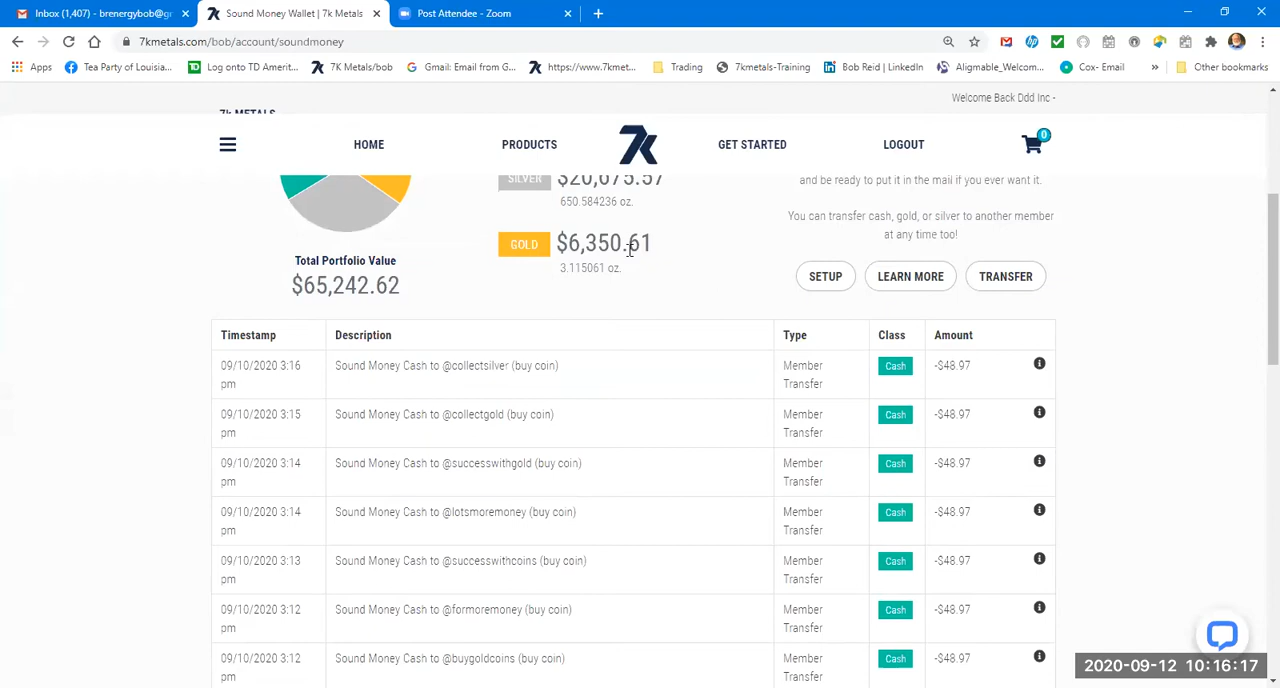 Inbox (1,407) - brenergybob@gr
Sound Money Wallet | 7k Metals
Post Attendee - Zoom
7kmetals.com/bob/account/soundmoney
Apps
Tea Party of Louisia...
Log onto TD Amerit...
7K Metals/bob
Gmail: Email from G...
https://www.7kmet...
Trading
7kmetals-Training
Bob Reid | LinkedIn
Aligmable_Welcom...
Cox- Email
»
Other bookmarks
7k METALS
Welcome Back Ddd Inc -
HOME
PRODUCTS
7k
GET STARTED
LOGOUT
0
SILVER
$20,675.57
650.584236 oz.
GOLD
$6,350.61
3.115061 oz.
Total Portfolio Value
$65,242.62
and be ready to put it in the mail if you ever want it.
You can transfer cash, gold, or silver to another member
at any time too!
SETUP
LEARN MORE
TRANSFER
Timestamp Description Type Class Amount
09/10/2020 3:16
pm
Sound Money Cash to @collectsilver (buy coin)
Member
Transfer
Cash
-$48.97
09/10/2020 3:15
pm
Sound Money Cash to @collectgold (buy coin)
Member
Transfer
Cash
-$48.97
09/10/2020 3:14
pm
Sound Money Cash to @successwithgold (buy coin)
Member
Transfer
Cash
-$48.97
09/10/2020 3:14
pm
Sound Money Cash to @lotsmoremoney (buy coin)
Member
Transfer
Cash
-$48.97
09/10/2020 3:13
pm
Sound Money Cash to @successwithcoins (buy coin)
Member
Transfer
Cash
-$48.97
09/10/2020 3:12
pm
Sound Money Cash to @formoremoney (buy coin)
Member
Transfer
Cash
-$48.97
09/10/2020 3:12
pm
Sound Money Cash to @buygoldcoins (buy coin)
Member
Transfer
Cash
-$48.97
2020-09-12 10:16:17